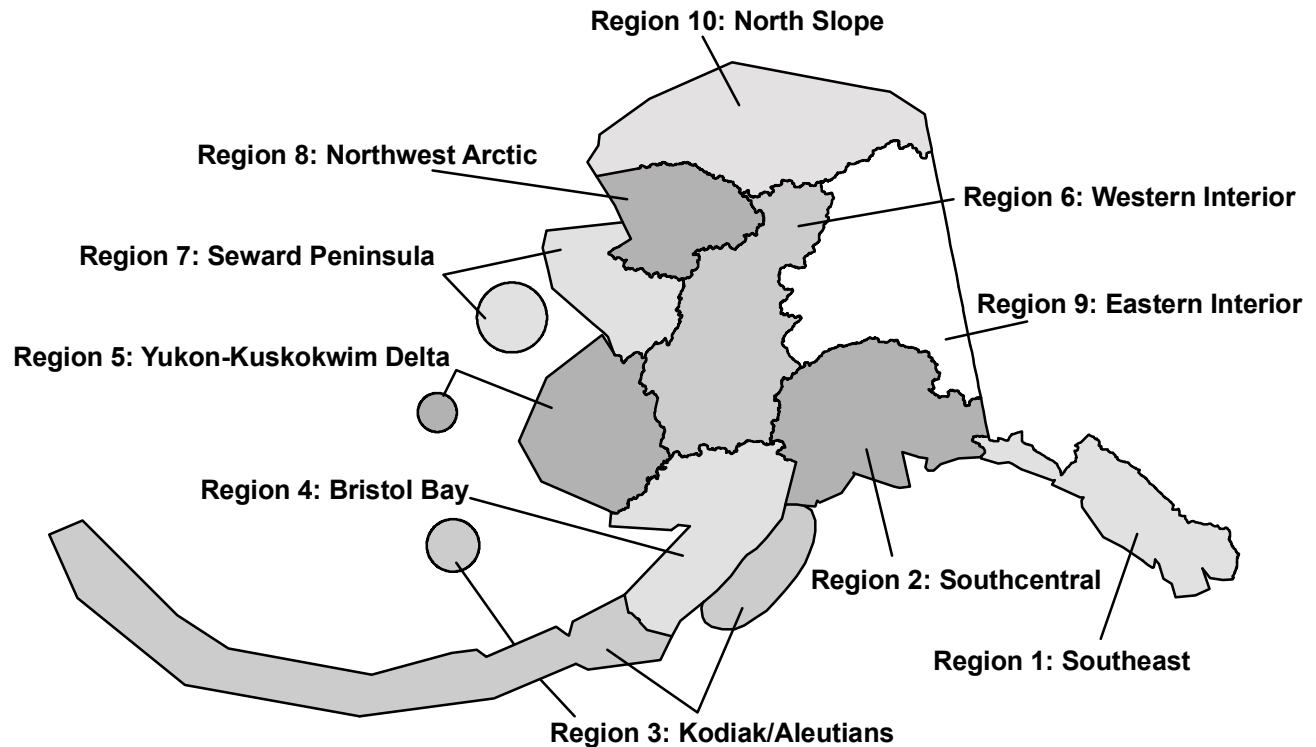 Region 10: North Slope
Region 8: Northwest Arctic
Region 6: Western Interior
Region 7: Seward Peninsula
Region 9: Eastern Interior
Region 5: Yukon-Kuskokwim Delta
Region 4: Bristol Bay
Region 2: Southcentral
Region 1: Southeast
Region 3: Kodiak/Aleutians